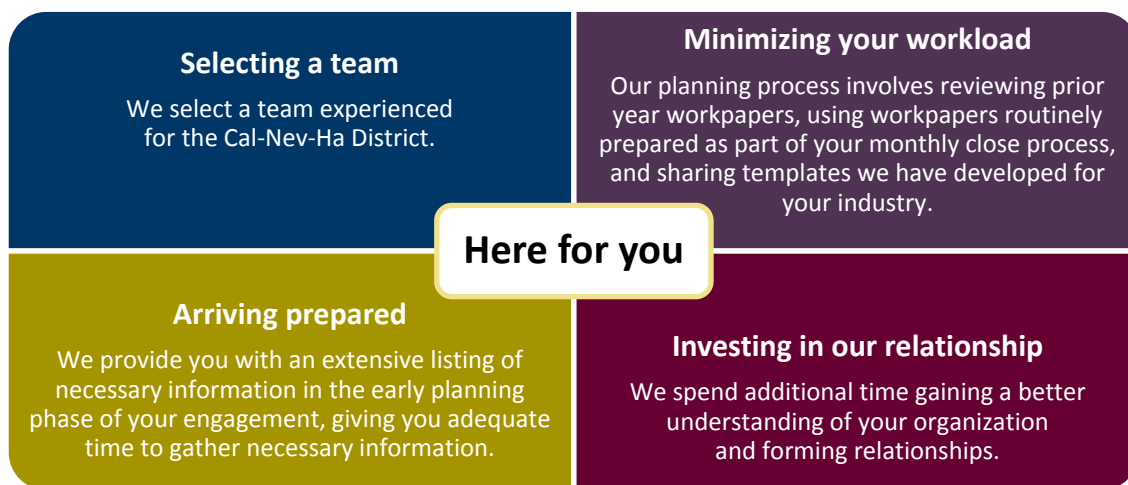 Selecting a team
We select a team experienced
for the Cal-Nev-Ha District.
Minimizing your workload
Our planning process involves reviewing prior
year workpapers, using workpapers routinely
prepared as part of your monthly close process,
and sharing templates we have developed for
your industry.
Here for you
Arriving prepared
We provide you with an extensive listing of
necessary information in the early planning
phase of your engagement, giving you adequate
time to gather necessary information.
Investing in our relationship
We spend additional time gaining a better
understanding of your organization
and forming relationships.